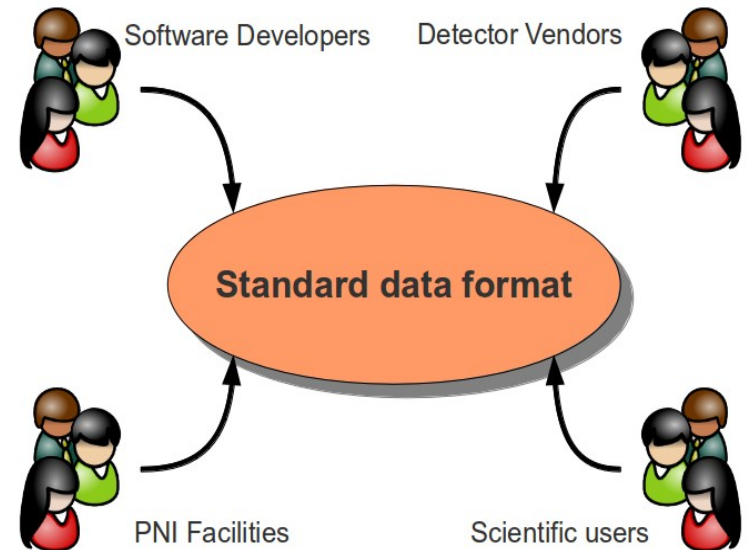 Software Developers
Detector Vendors
Standard data format
PNI Facilities
Scientific users